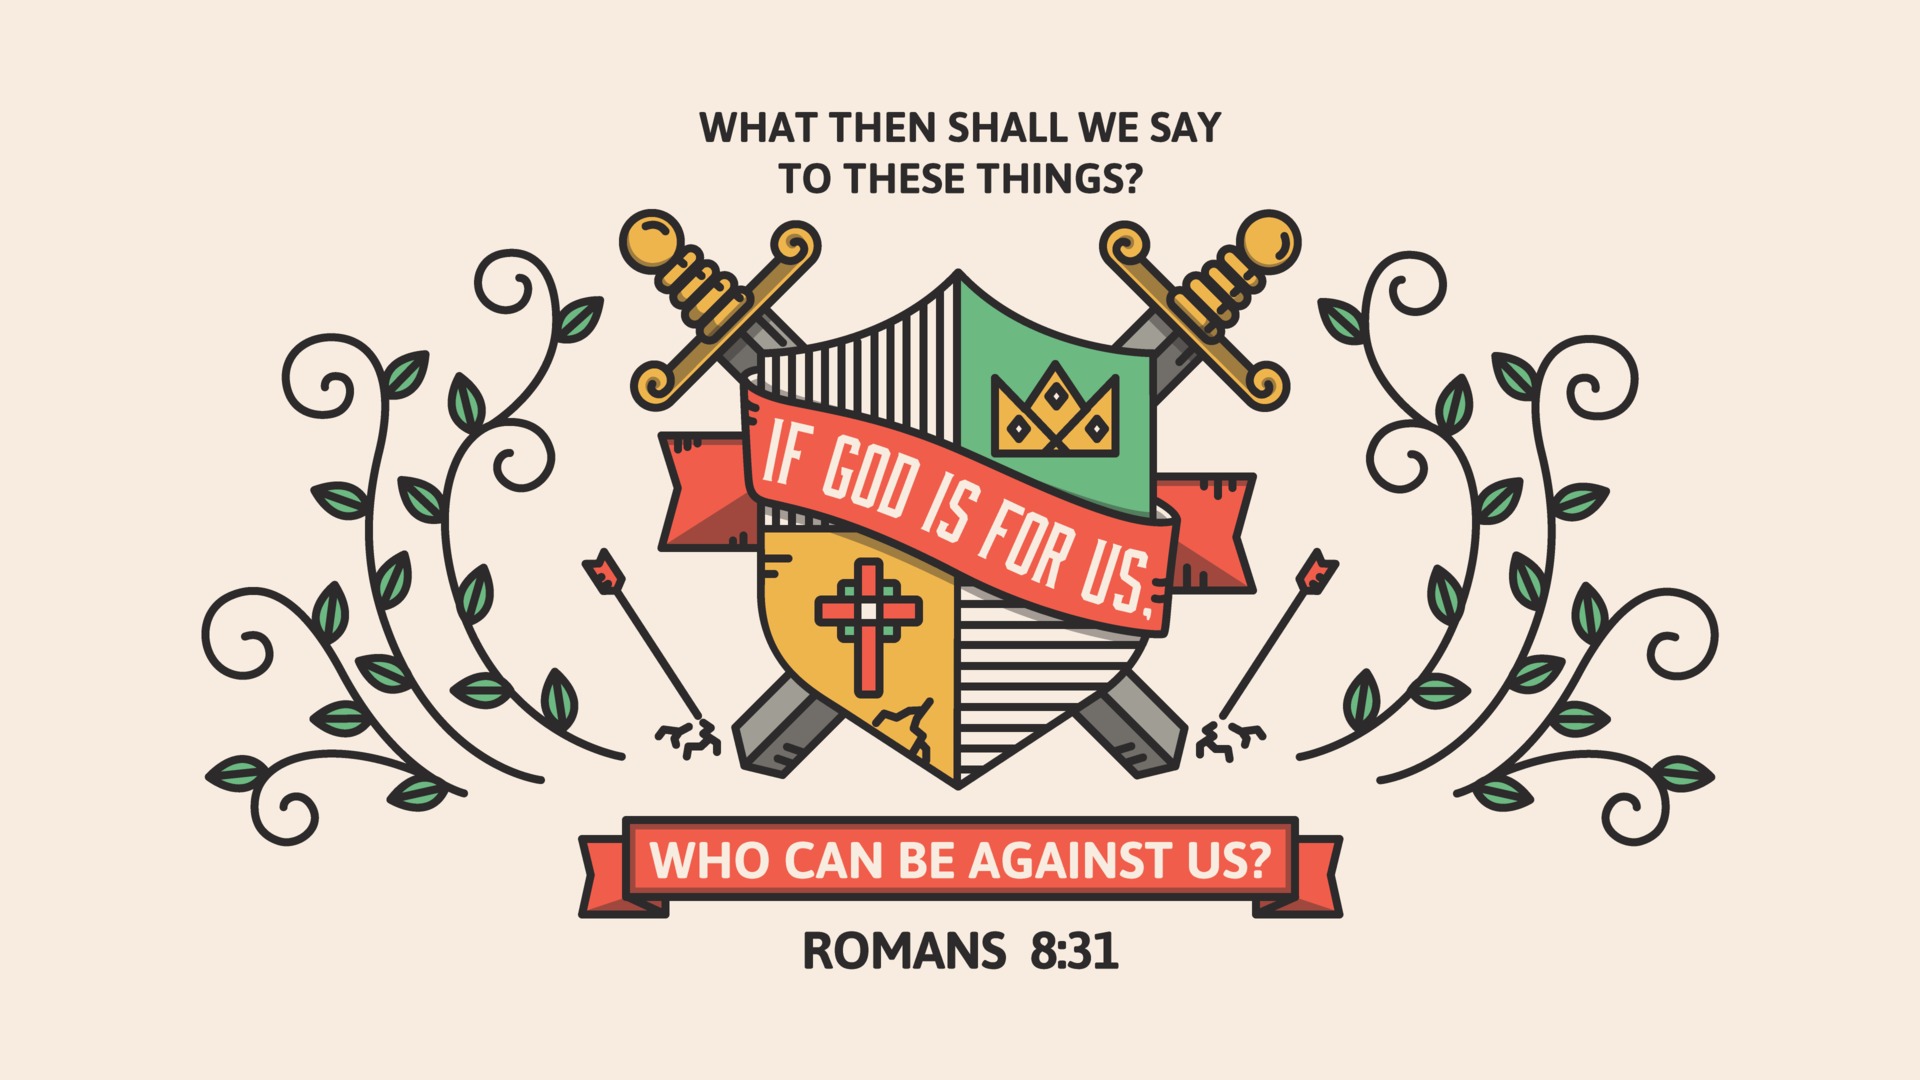 WHAT THEN SHALL WE SAY
TO THESE THINGS?
IF GOD IS FOR US,
WHO CAN BE AGAINST US?
ROMANS 8:31